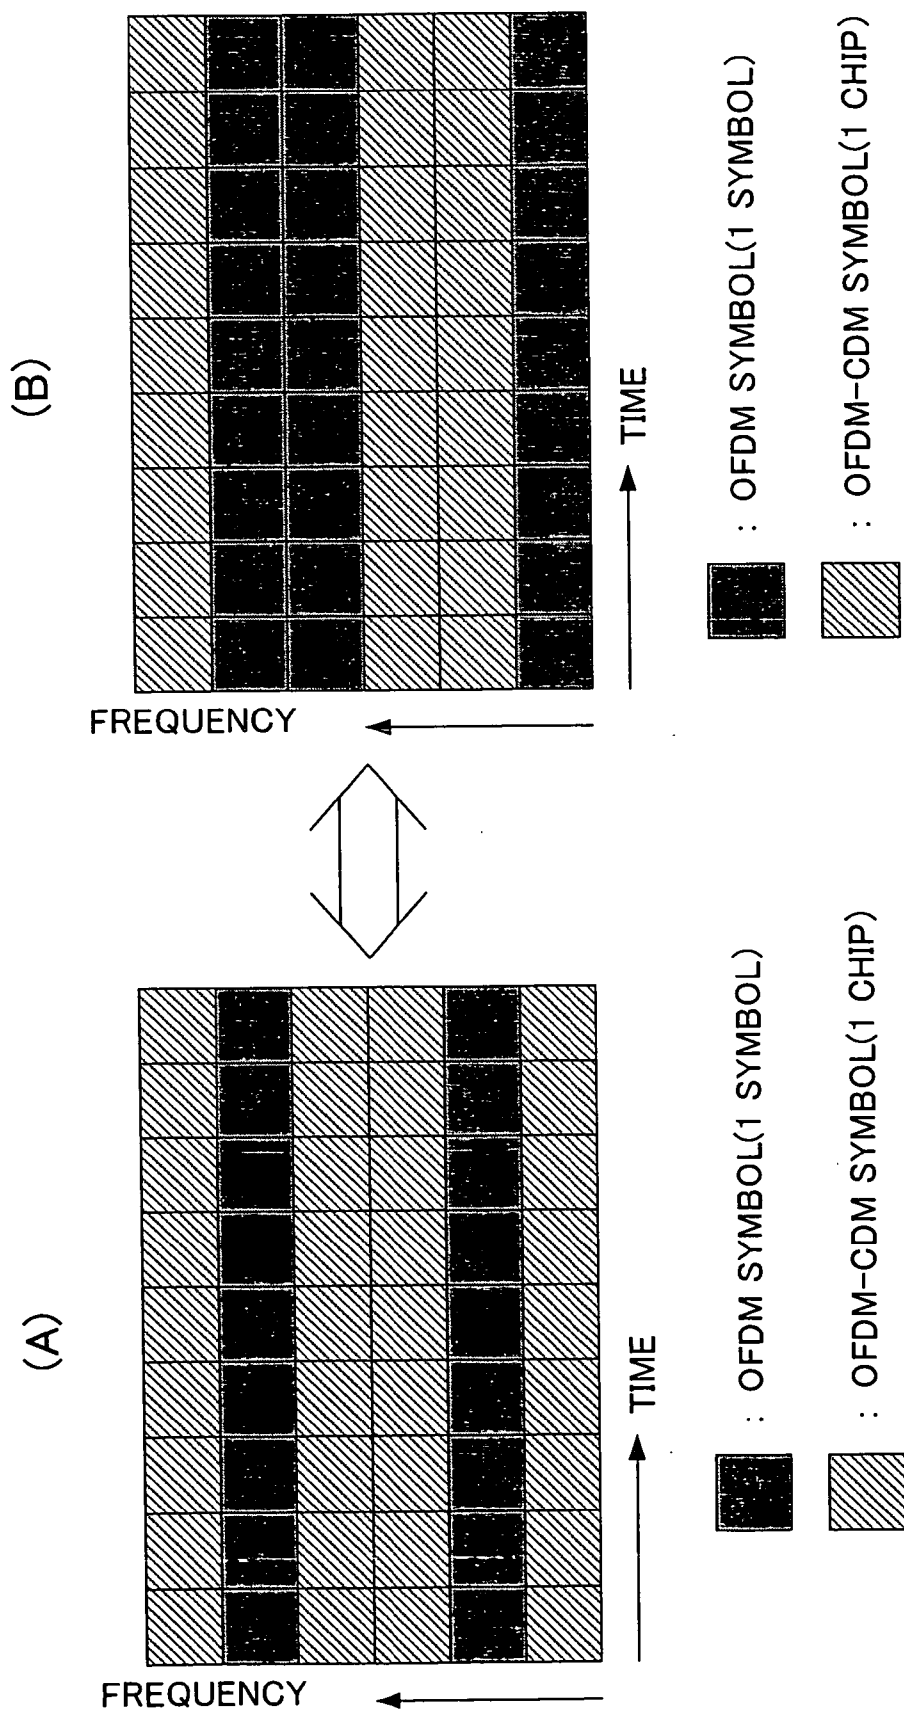 (A)
FREQUENCY
TIME
: OFDM SYMBOL(1 SYMBOL)
: OFDM-CDM SYMBOL(1 CHIP)
(B)
FREQUENCY
TIME
: OFDM SYMBOL(1 SYMBOL)
: OFDM-CDM SYMBOL(1 CHIP)